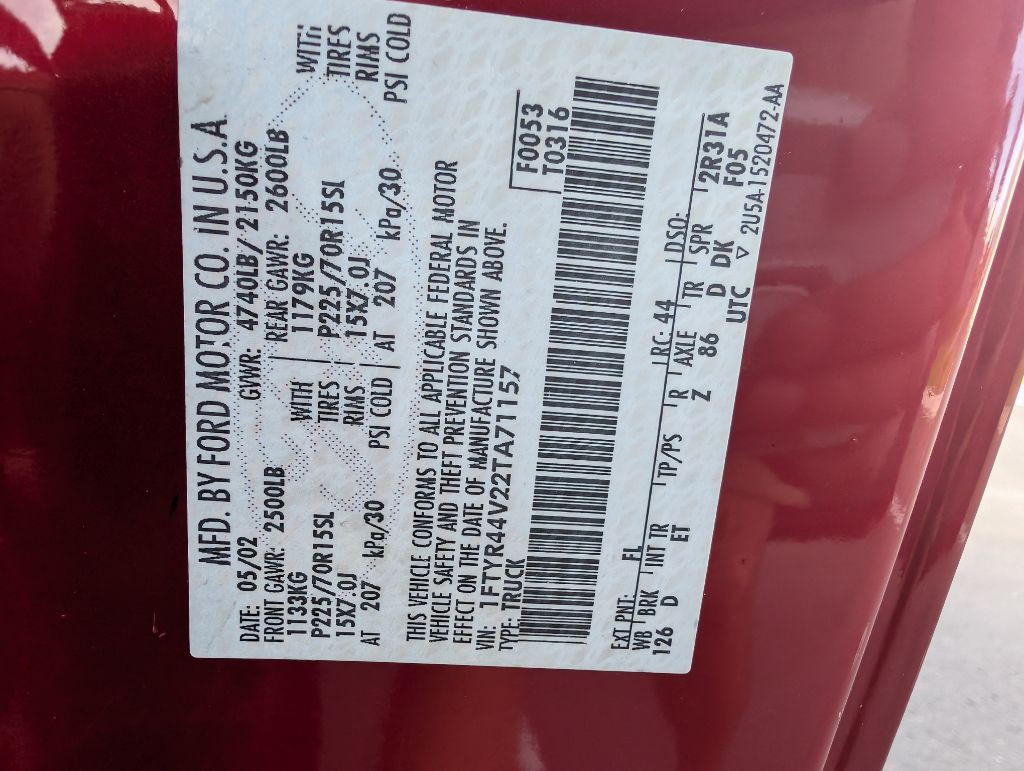 MFD. BY FORD MOTOR CO. IN U.S.A.
DATE: 05/02 GVWR: 4740LB/ 2150KG
FRONT GAWR: 2500LB REAR GAWR: 2600LB
1133KG WITH 1179KG WITH
P225/70R15SL TIRES P225/70R15SL TIRES
15X7.0J RIMS 15X7.0J RIMS
AT 207 kPa/30 PSI COLD AT 207 kPa/30 PSI COLD
THIS VEHICLE CONFORMS TO ALL APPLICABLE FEDERAL MOTOR
VEHICLE SAFETY AND THEFT PREVENTION STANDARDS IN
EFFECT ON THE DATE OF MANUFACTURE SHOWN ABOVE.
VIN: 1FTYR44V22TA71157 F0053
TYPE: TRUCK T0316
EXT PNT: FL RC: 44 DSO:
WB BRK INT TR TP/PS R AXLE TR SPR 2R31A
126 D ET Z 86 D DK F05
UTC ▽ 2U5A-1520472-AA